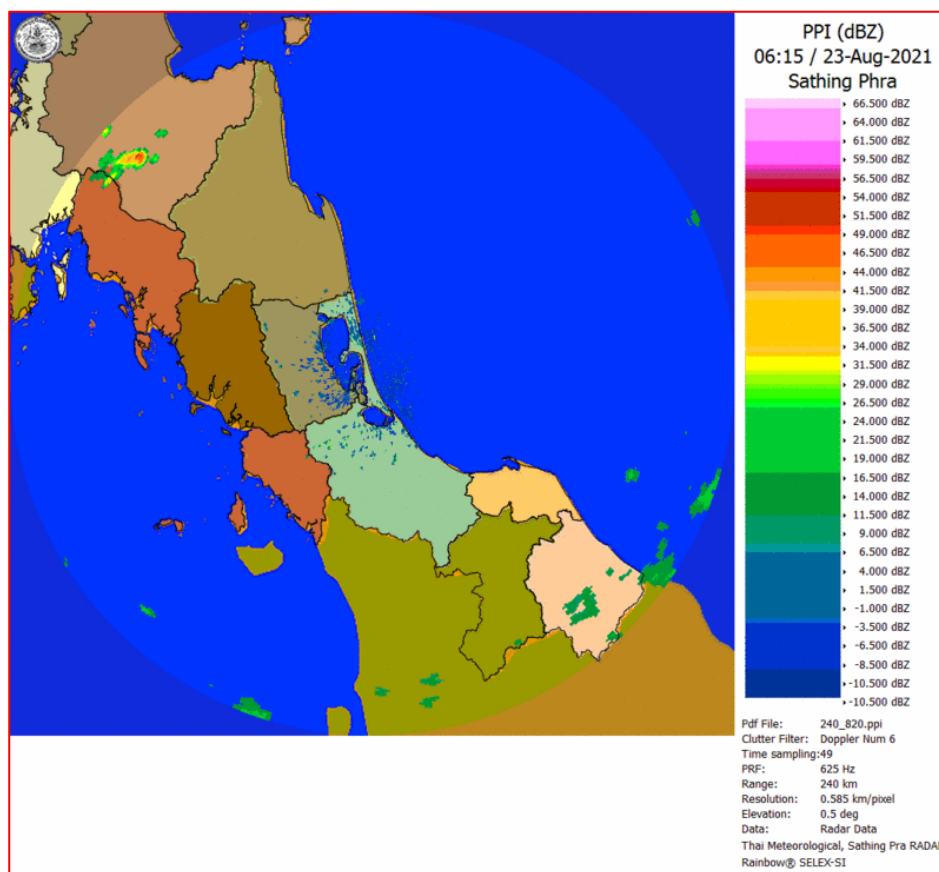 PPI (dBZ)
06:15 / 23-Aug-2021
Sathing Phra
66.500 dBZ
64.000 dBZ
61.500 dBZ
59.500 dBZ
56.500 dBZ
54.000 dBZ
51.500 dBZ
49.000 dBZ
46.500 dBZ
44.000 dBZ
41.500 dBZ
39.000 dBZ
36.500 dBZ
34.000 dBZ
31.500 dBZ
29.000 dBZ
26.500 dBZ
24.000 dBZ
21.500 dBZ
19.000 dBZ
16.500 dBZ
14.000 dBZ
11.500 dBZ
9.000 dBZ
6.500 dBZ
4.000 dBZ
1.500 dBZ
-1.000 dBZ
-3.500 dBZ
-6.500 dBZ
-8.500 dBZ
-10.500 dBZ
-10.500 dBZ
Pdf File: 240_820.ppi
Clutter Filter: Doppler Num 6
Time sampling:49
PRF: 625 Hz
Range: 240 km
Resolution: 0.585 km/pixel
Elevation: 0.5 deg
Data: Radar Data
Thai Meteorological, Sathing Pra RADAR
Rainbow® SELEX-SI